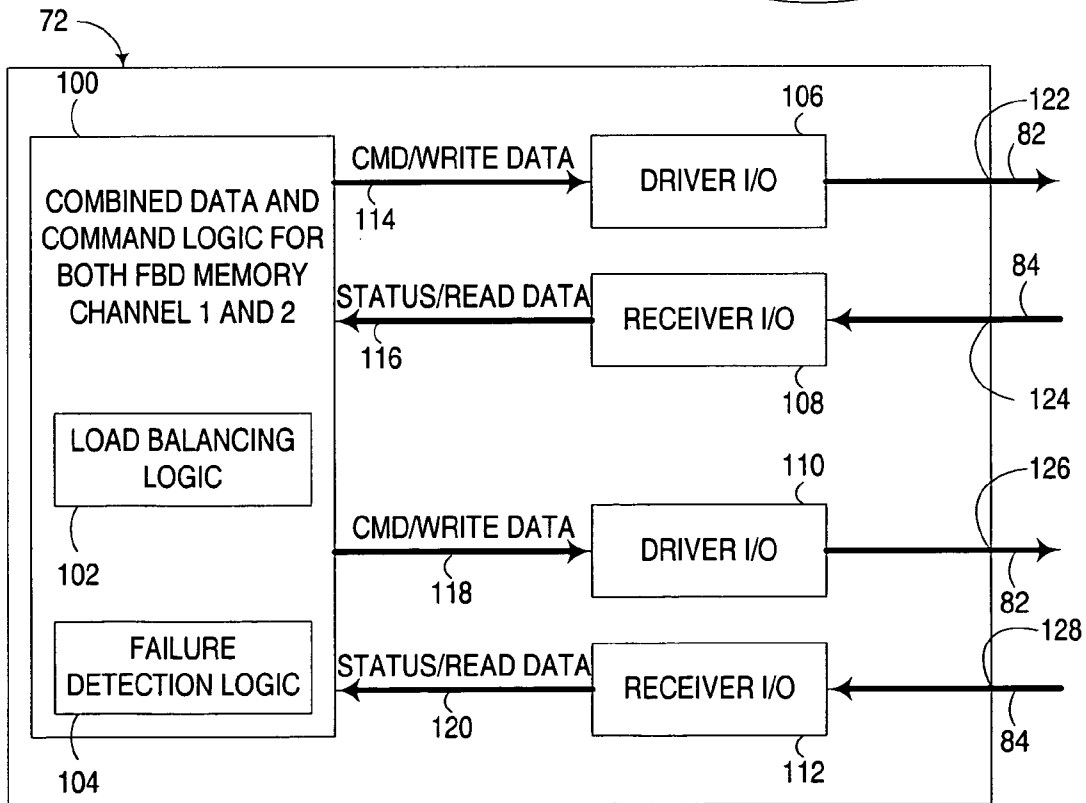 72
100
106
122
82
CMD/WRITE DATA
DRIVER I/O
114
COMBINED DATA AND
COMMAND LOGIC FOR
BOTH FBD MEMORY
CHANNEL 1 AND 2
84
STATUS/READ DATA
RECEIVER I/O
116
108
124
LOAD BALANCING
LOGIC
110
126
CMD/WRITE DATA
DRIVER I/O
102
118
82
128
FAILURE
DETECTION LOGIC
STATUS/READ DATA
RECEIVER I/O
120
84
104
112